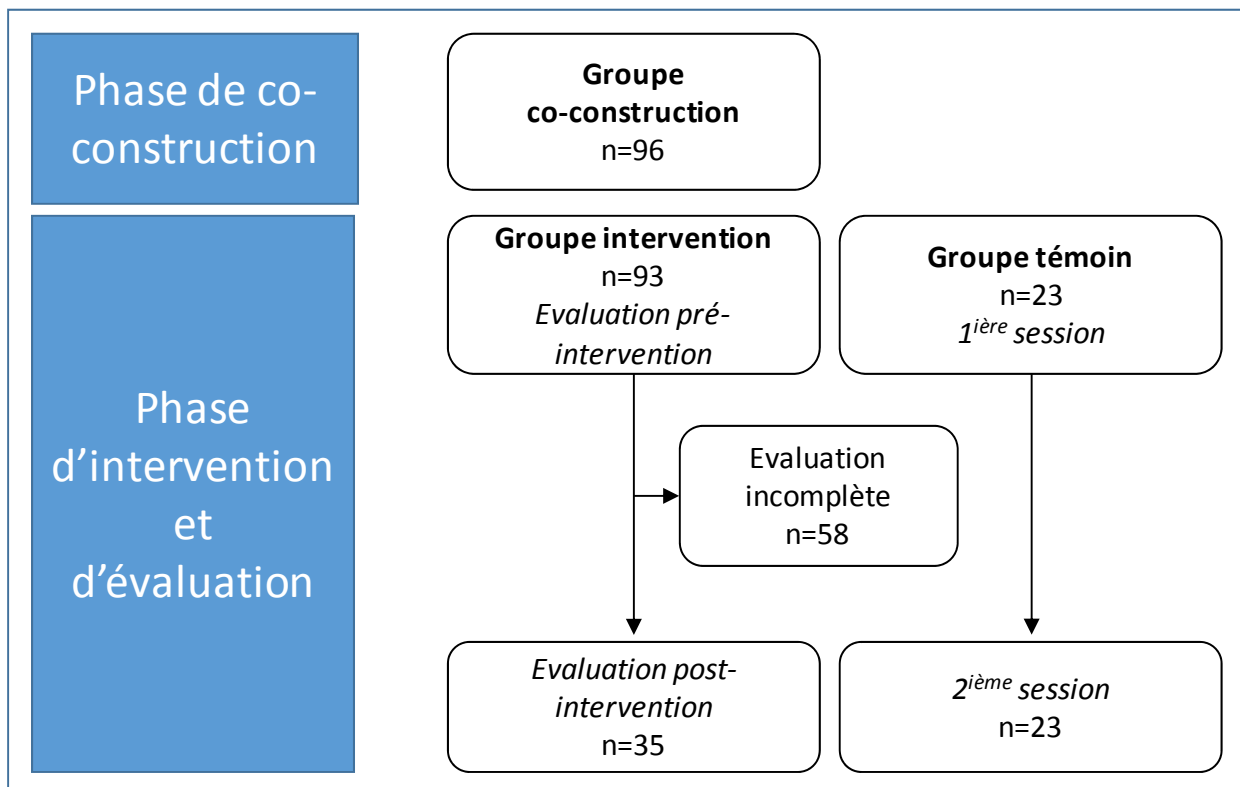 Phase de co-
construction
Groupe
co-construction
n=96
Phase
d'intervention
et
d'évaluation
Groupe intervention
n=93
Evaluation pré-
intervention
Groupe témoin
n=23
1ière session
Evaluation
incomplète
n=58
Evaluation post-
intervention
n=35
2ième session
n=23